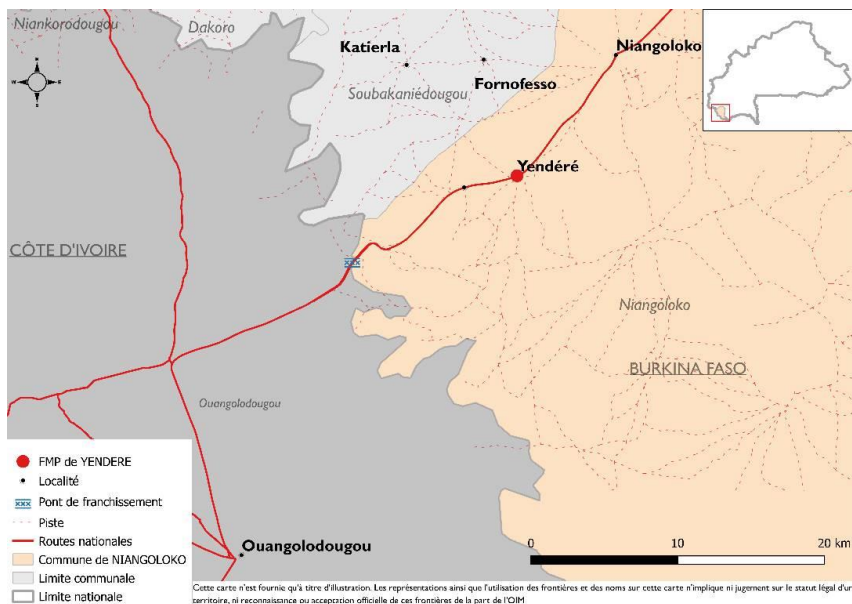 Niankorodougou
Dakoro
Katierla
Fornofesso
Niangoloko
Soubakaniédougou
Yendéré
CÔTE D'IVOIRE
Niangoloko
BURKINA FASO
Ouangolodougou
Ouangolodougou
FMP de YENDERE
Localité
Pont de franchissement
Piste
Routes nationales
Commune de NIANGOLOKO
Limite communale
Limite nationale
0 10 20 km
Cette carte n'est fournie qu'à titre d'illustration. Les représentations ainsi que l'utilisation des frontières et des noms sur cette carte n'implique ni jugement sur le statut légal d'un
territoire, ni reconnaissance ou acceptation officielle de ces frontières de la part de l'OIM